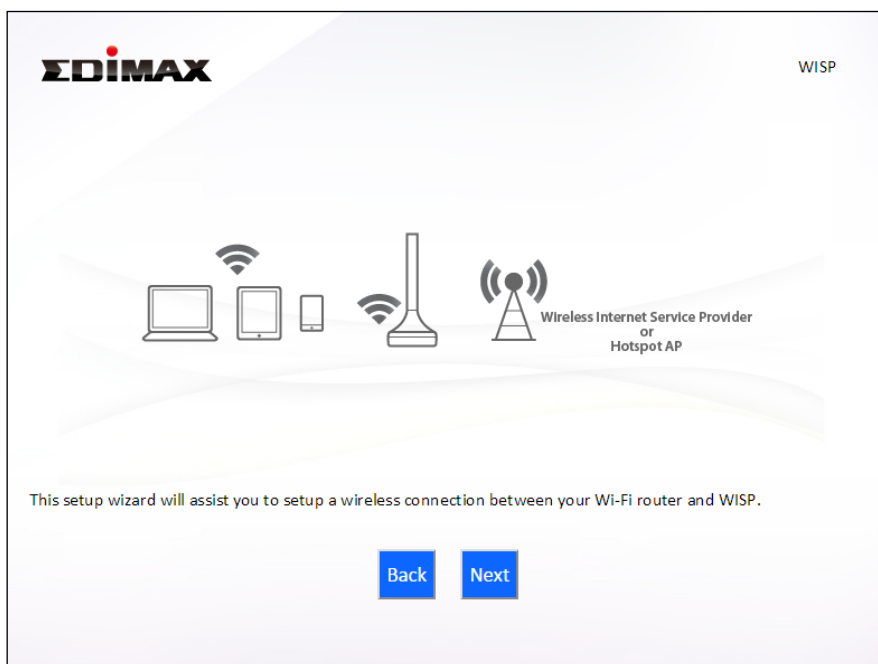 EDIMAX
WISP
Wireless Internet Service Provider
or
Hotspot AP
This setup wizard will assist you to setup a wireless connection between your Wi-Fi router and WISP.
Back
Next